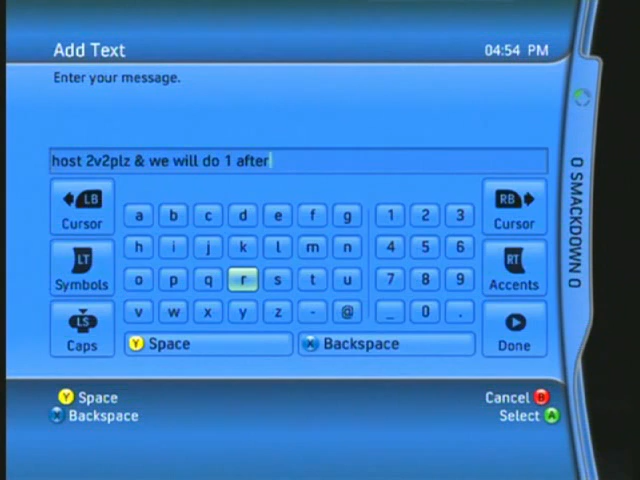 Add Text
04:54 PM
Enter your message.
host 2v2plz & we will do 1 after
LB
Cursor
a b c d e f g 1 2 3
RB
Cursor
h i j k l m n 4 5 6
LT
Symbols
o p q r s t u 7 8 9
RT
Accents
v w x y z - @ _ 0 .
LS
Caps
Y Space
X Backspace
Done
Y Space
X Backspace
Cancel B
Select A
O SMACKDOWN O